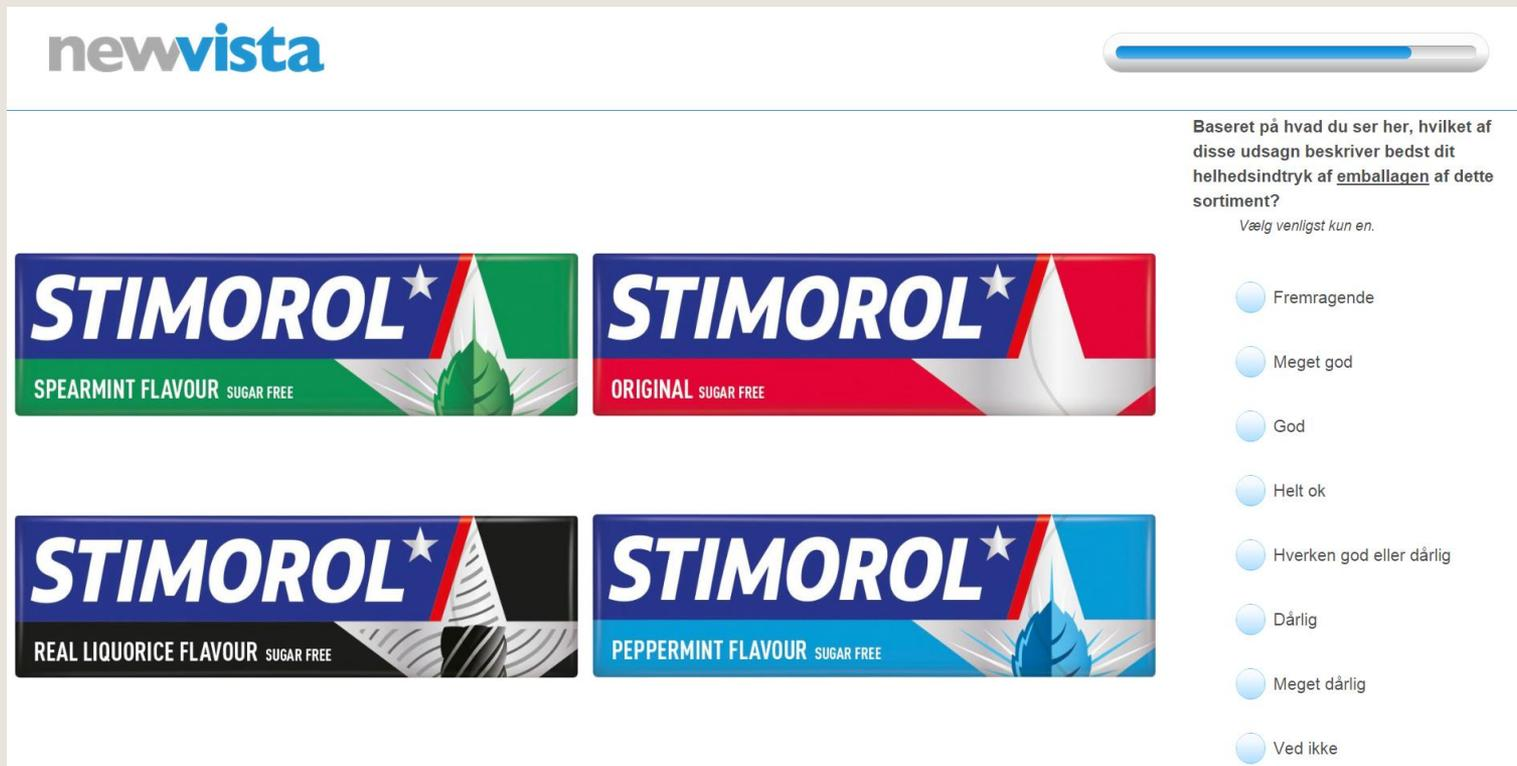 newvista
Baseret på hvad du ser her, hvilket af
disse udsagn beskriver bedst dit
helhedsindtryk af emballagen af dette
sortiment?
Vælg venligst kun en.
STIMOROL
SPEARMINT FLAVOUR SUGAR FREE
STIMOROL
ORIGINAL SUGAR FREE
STIMOROL
REAL LIQUORICE FLAVOUR SUGAR FREE
STIMOROL
PEPPERMINT FLAVOUR SUGAR FREE
Fremragende
Meget god
God
Helt ok
Hverken god eller dårlig
Dårlig
Meget dårlig
Ved ikke